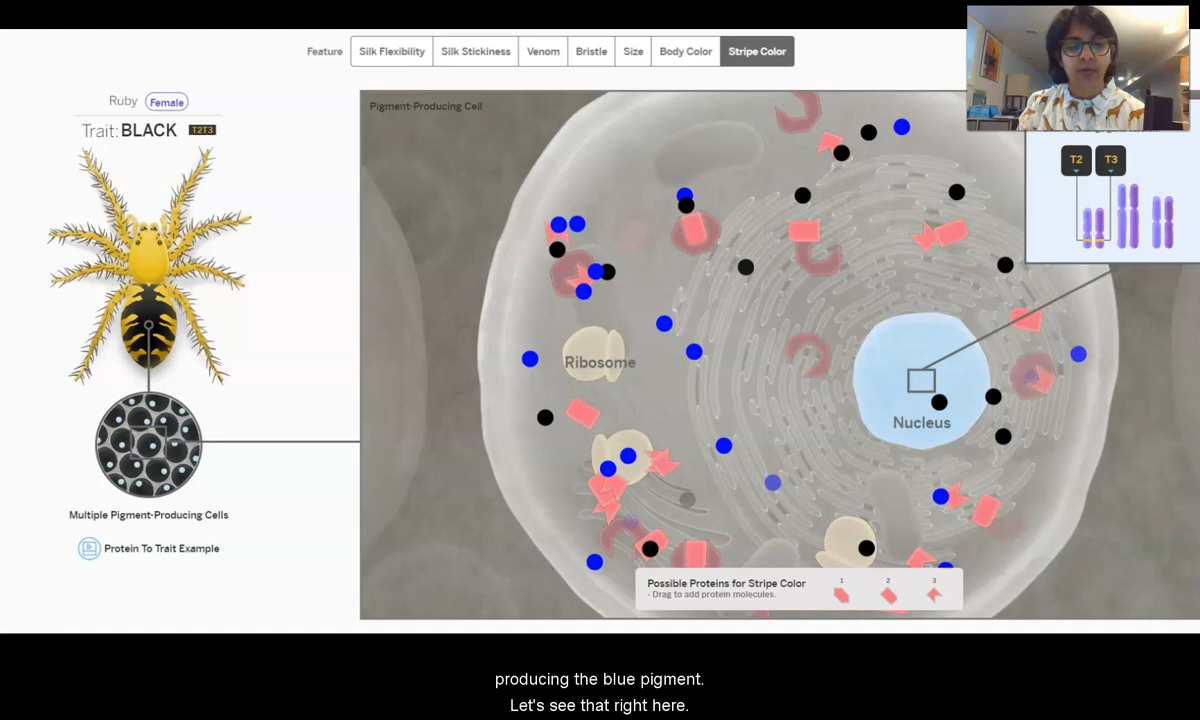 Feature
Silk Flexibility
Silk Stickiness
Venom
Bristle
Size
Body Color
Stripe Color
Ruby
Female
Trait: BLACK
T2T3
Multiple Pigment-Producing Cells
Protein To Trait Example
Pigment-Producing Cell
T2
T3
Ribosome
Nucleus
Possible Proteins for Stripe Color
- Drag to add protein molecules.
1
2
3
producing the blue pigment.
Let's see that right here.